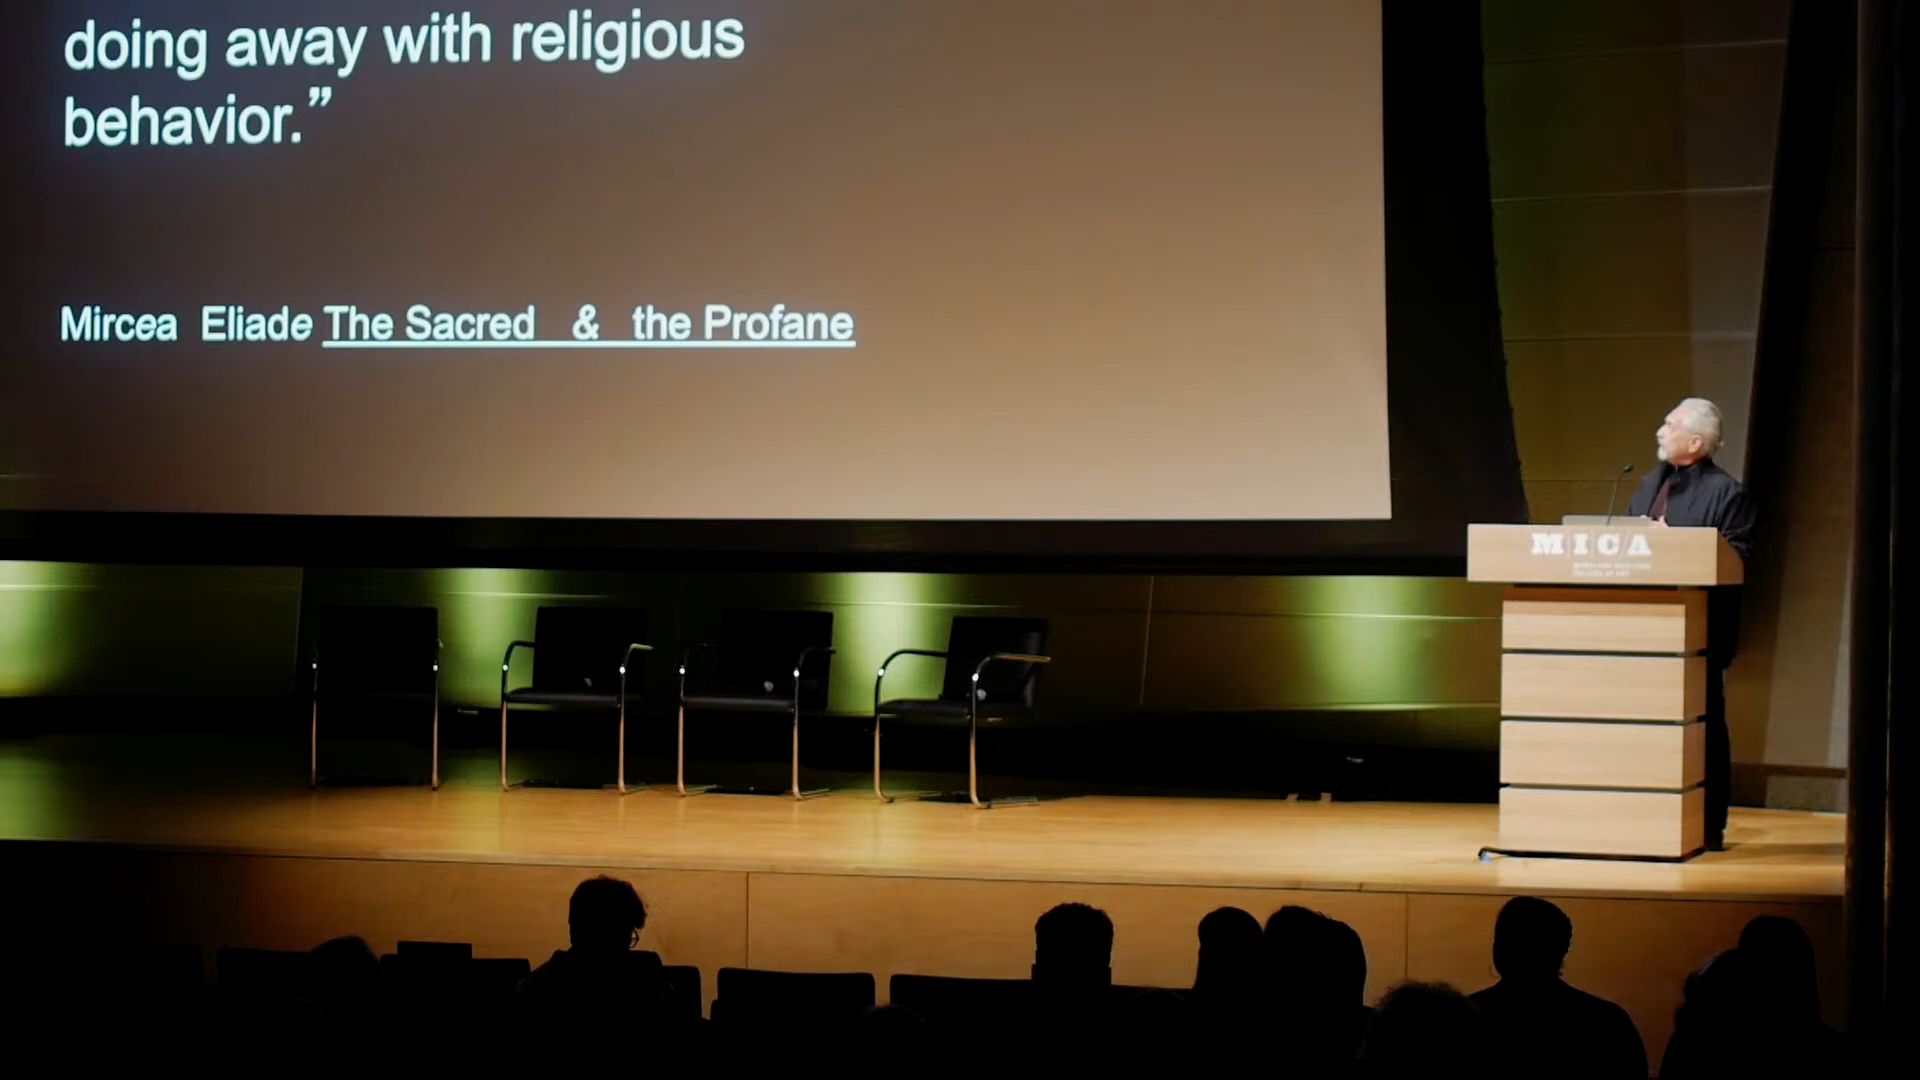 doing away with religious
behavior.”
Mircea Eliade The Sacred & the Profane
MICA